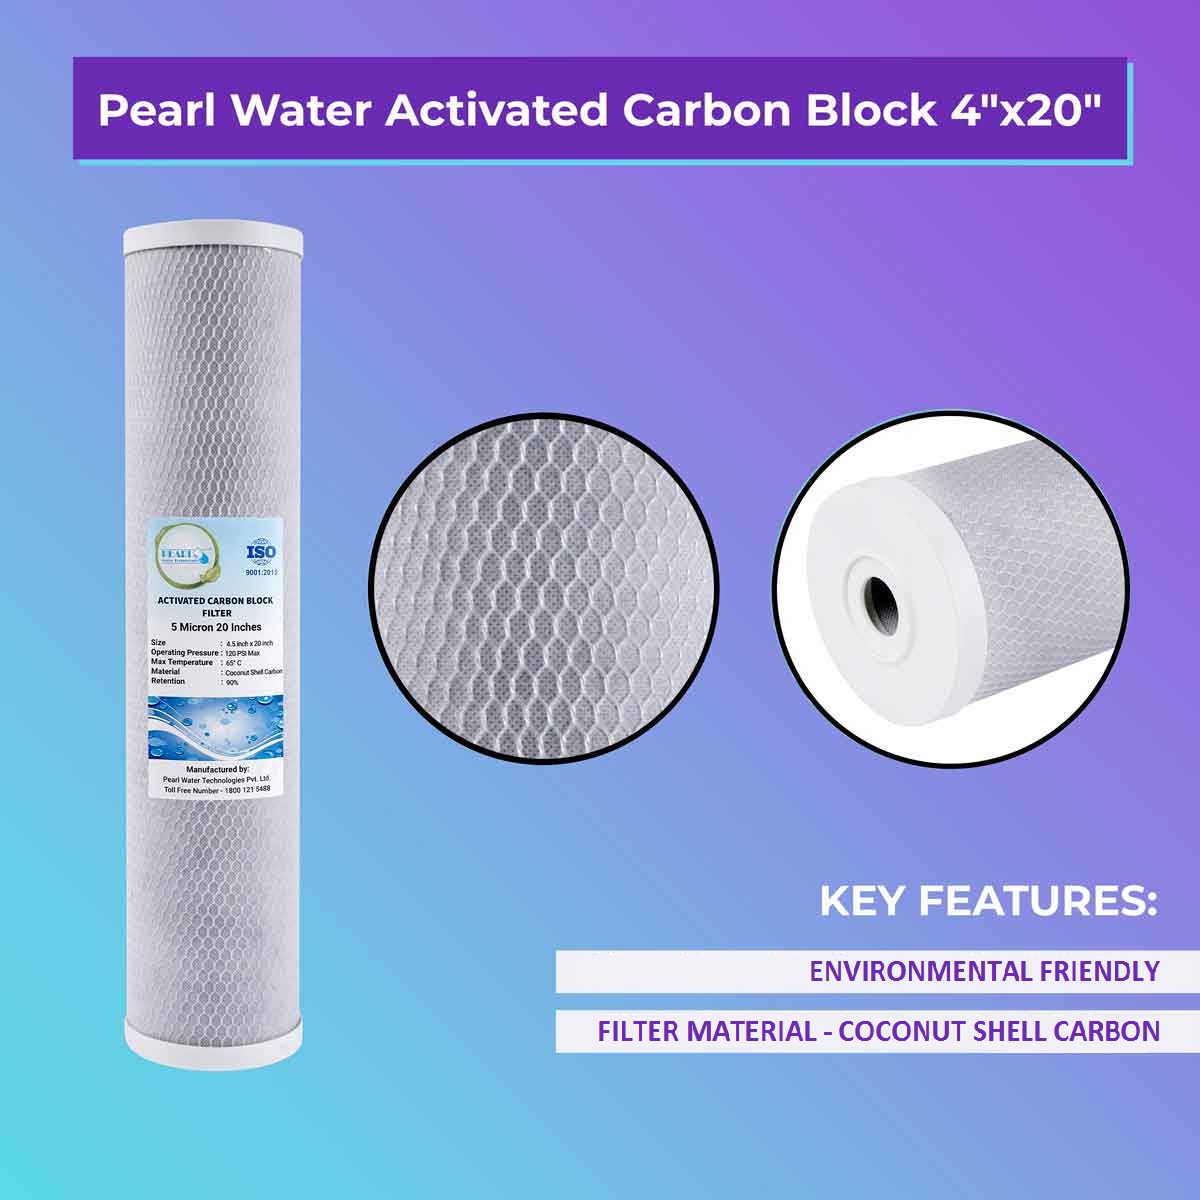 Pearl Water Activated Carbon Block 4"x20"
PEARL
ISO
ACTIVATED CARBON BLOCK
FILTER
5 Micron 20 Inches
Size : 4.5 inch x 20 inch
Operating Pressure : 120 PSI Max
Max Temperature : 65° C
Material : Coconut Shell Carbon
Retention : 90%
Manufactured by:
Pearl Water Technologies Pvt. Ltd.
Toll Free Number - 1800 121 5488
KEY FEATURES:
ENVIRONMENTAL FRIENDLY
FILTER MATERIAL - COCONUT SHELL CARBON